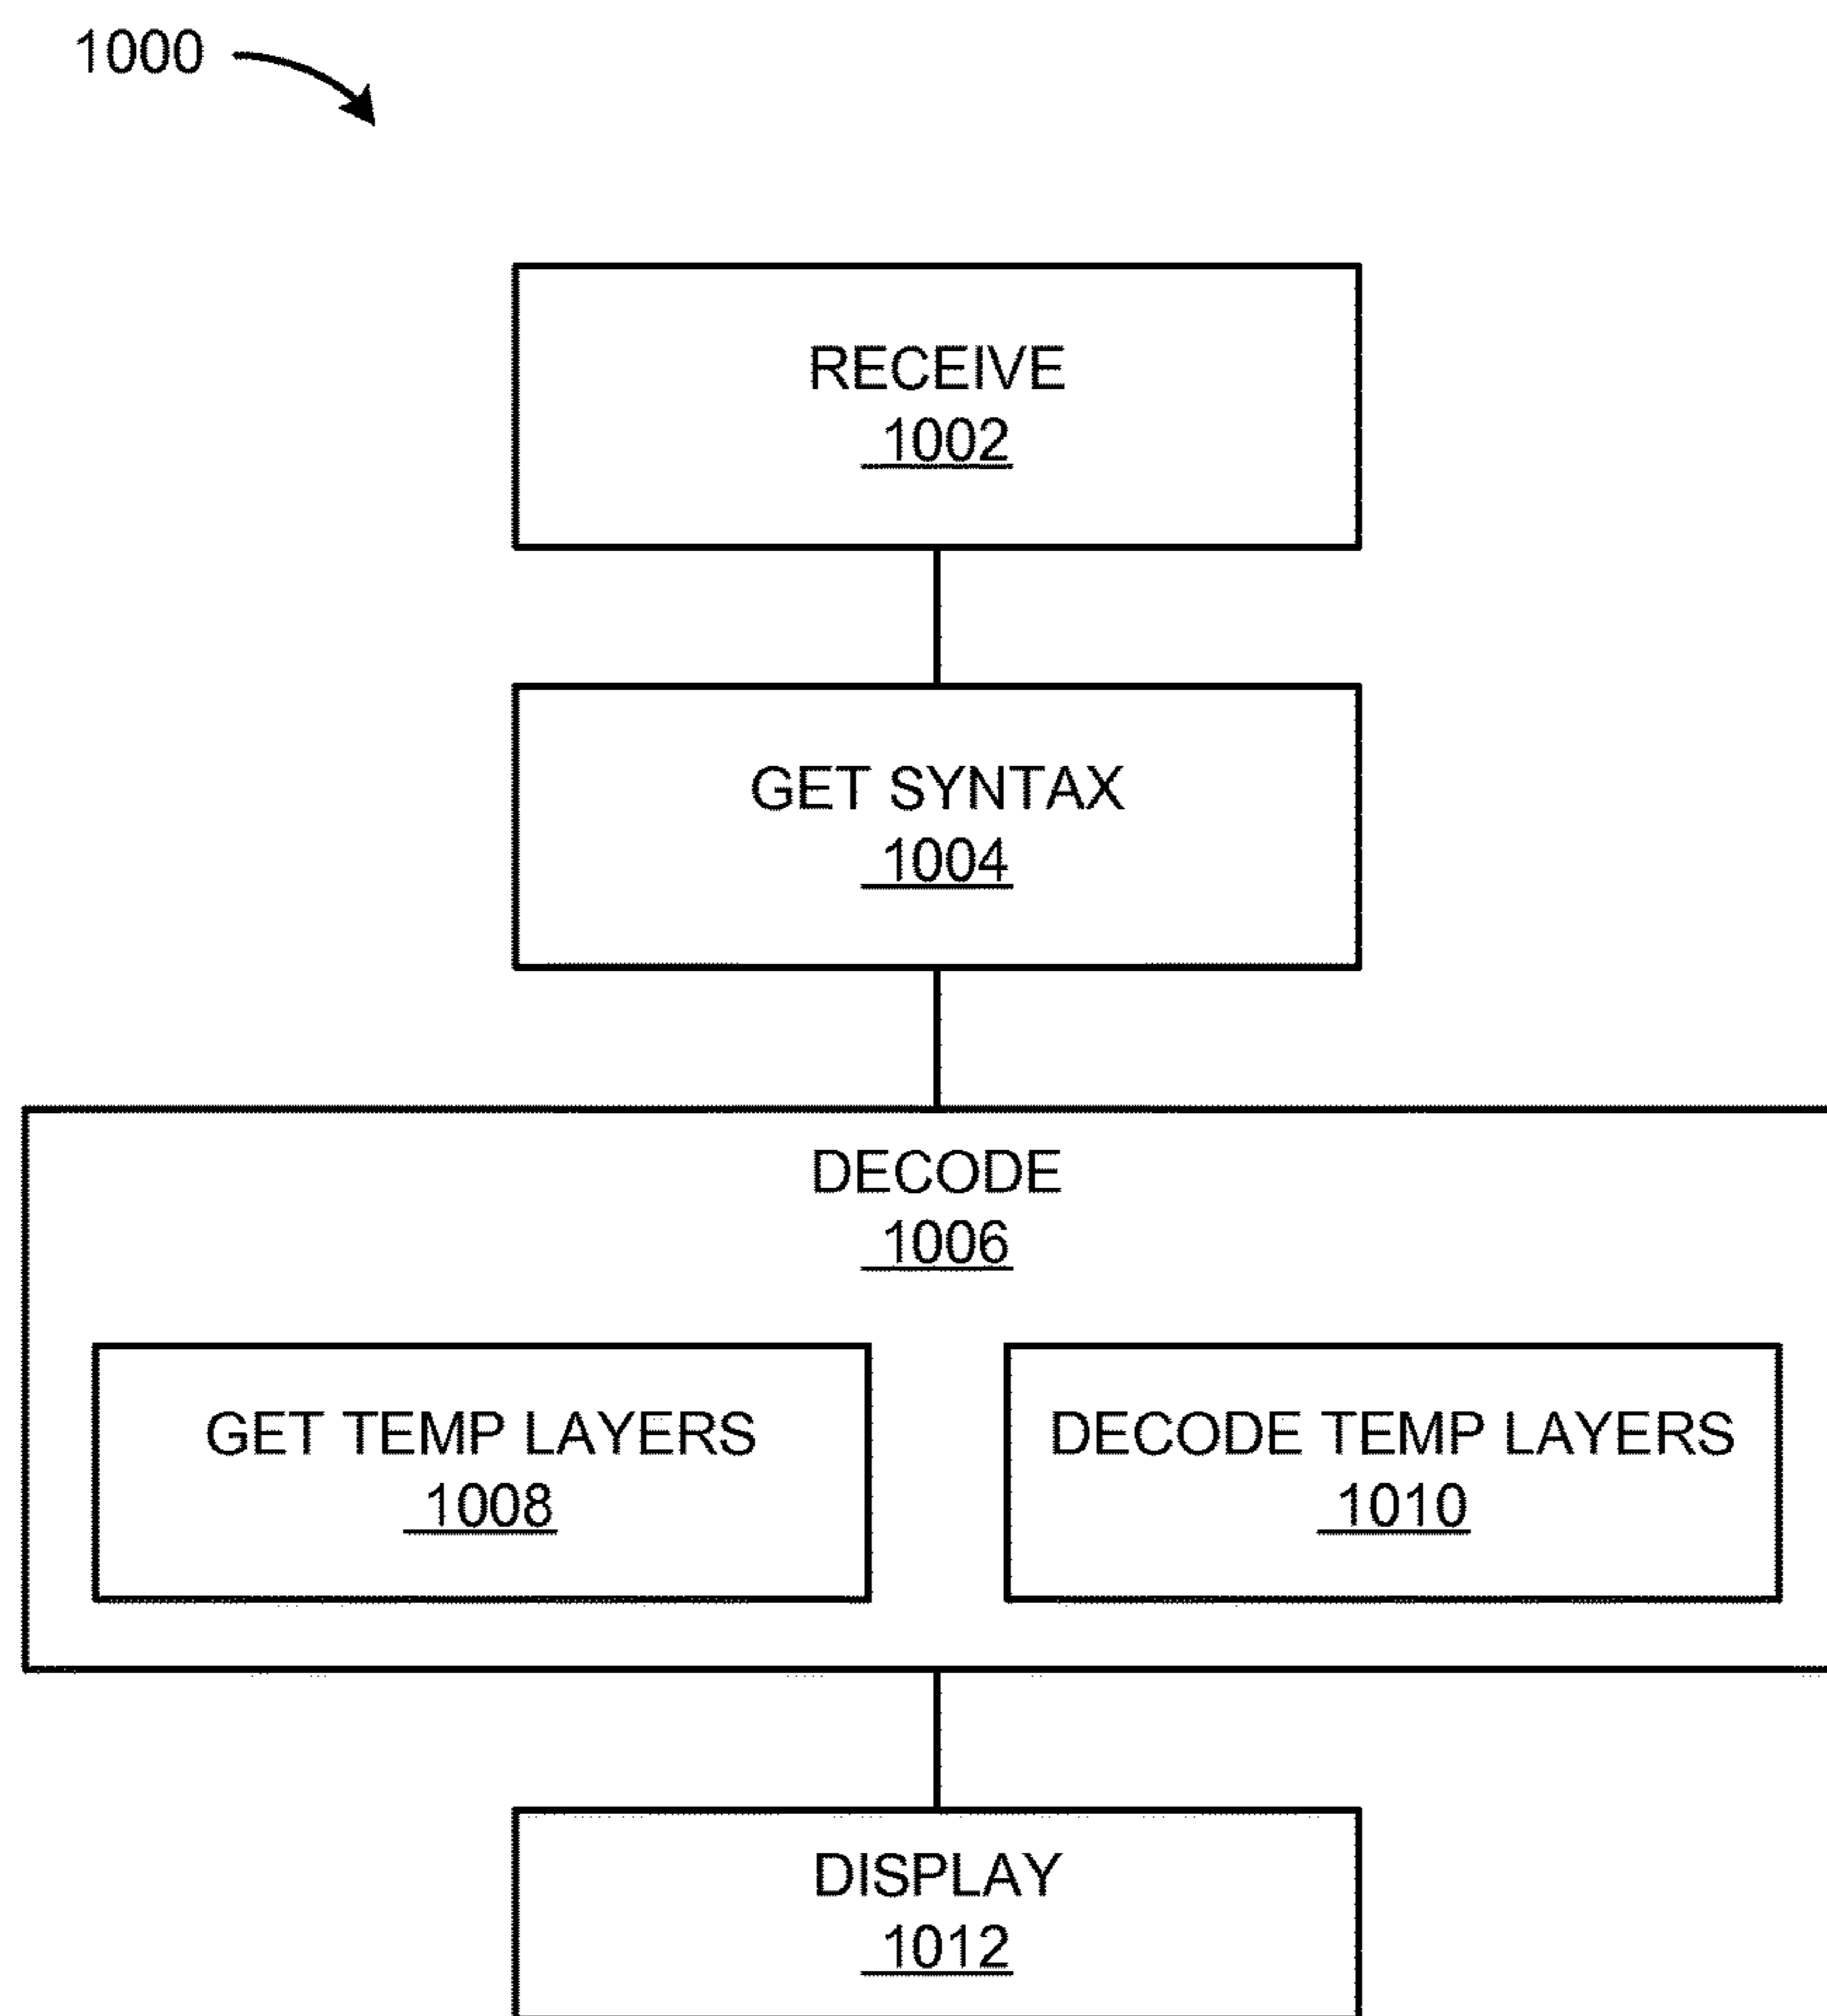 1000
RECEIVE
1002
GET SYNTAX
1004
DECODE
1006
GET TEMP LAYERS
1008
DECODE TEMP LAYERS
1010
DISPLAY
1012